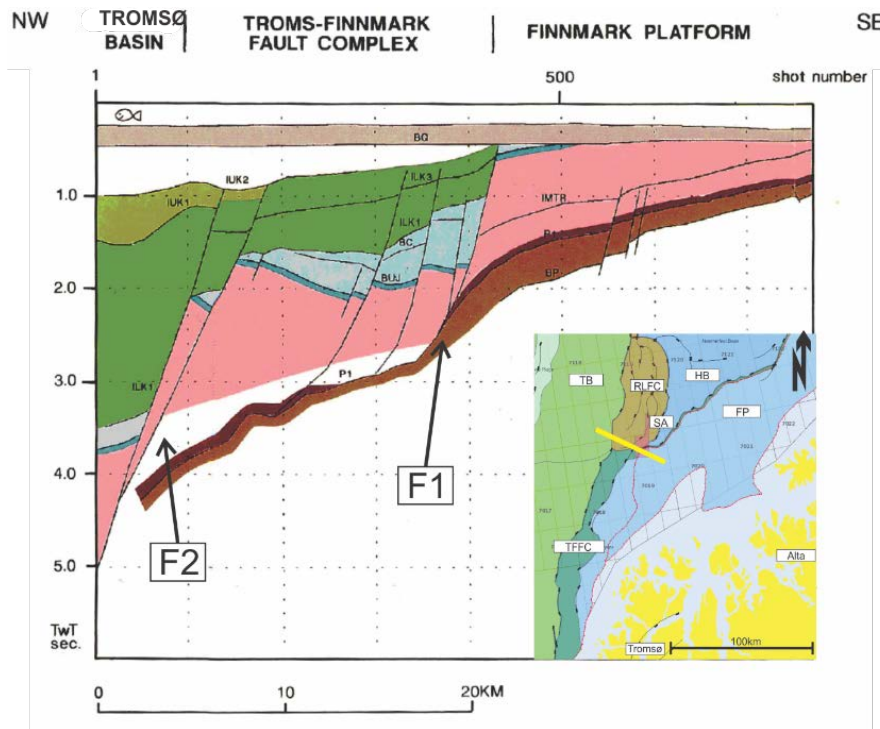 NW
TROMSØ
BASIN
TROMS-FINNMARK
FAULT COMPLEX
FINNMARK PLATFORM
SE
1
500
shot number
BQ
IUK2
IUK1
ILK3
1.0
IMTR
ILK1
BC
BUJ
BP
2.0
3.0
P1
ILK1
4.0
F1
F2
5.0
TwT
sec.
0
10
20KM
TB
RLFC
HB
N
SA
FP
TFFC
Alta
Tromsø
100km